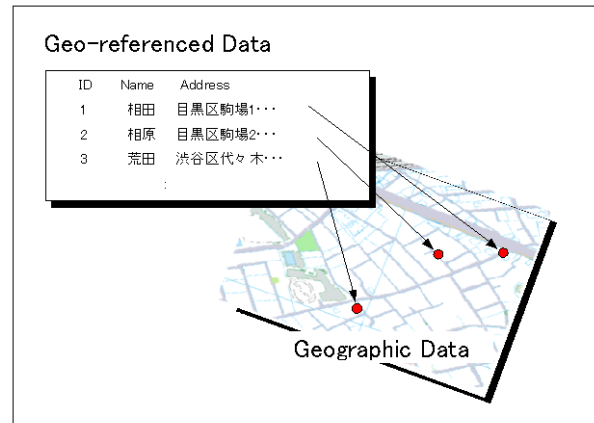 Geo-referenced Data
ID Name Address
1 相田 目黒区駒場1･･･
2 相原 目黒区駒場2･･･
3 荒田 渋谷区代々木･･･
:
Geographic Data